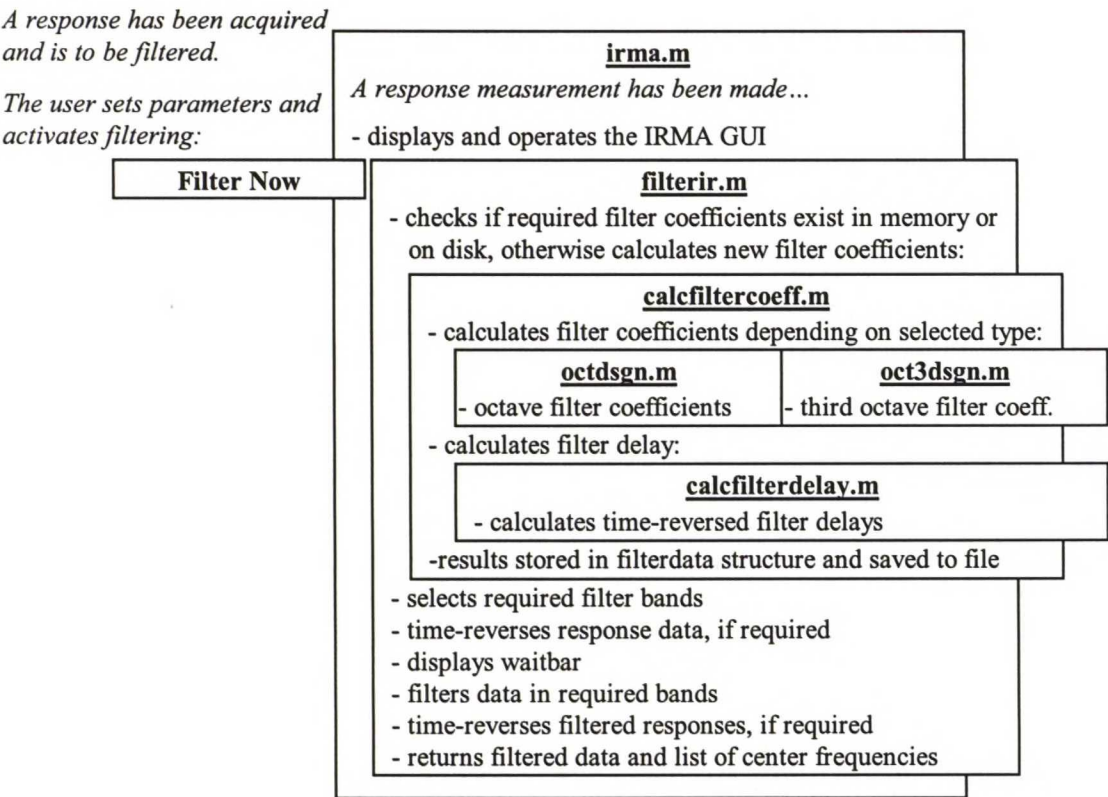 A response has been acquired
and is to be filtered.
The user sets parameters and
activates filtering:
Filter Now
irma.m
A response measurement has been made...
- displays and operates the IRMA GUI
filterir.m
- checks if required filter coefficients exist in memory or
on disk, otherwise calculates new filter coefficients:
calcfiltercoeff.m
- calculates filter coefficients depending on selected type:
octdsgn.m
- octave filter coefficients
oct3dsgn.m
- third octave filter coeff.
- calculates filter delay:
calcfilterdelay.m
- calculates time-reversed filter delays
-results stored in filterdata structure and saved to file
- selects required filter bands
- time-reverses response data, if required
- displays waitbar
- filters data in required bands
- time-reverses filtered responses, if required
- returns filtered data and list of center frequencies